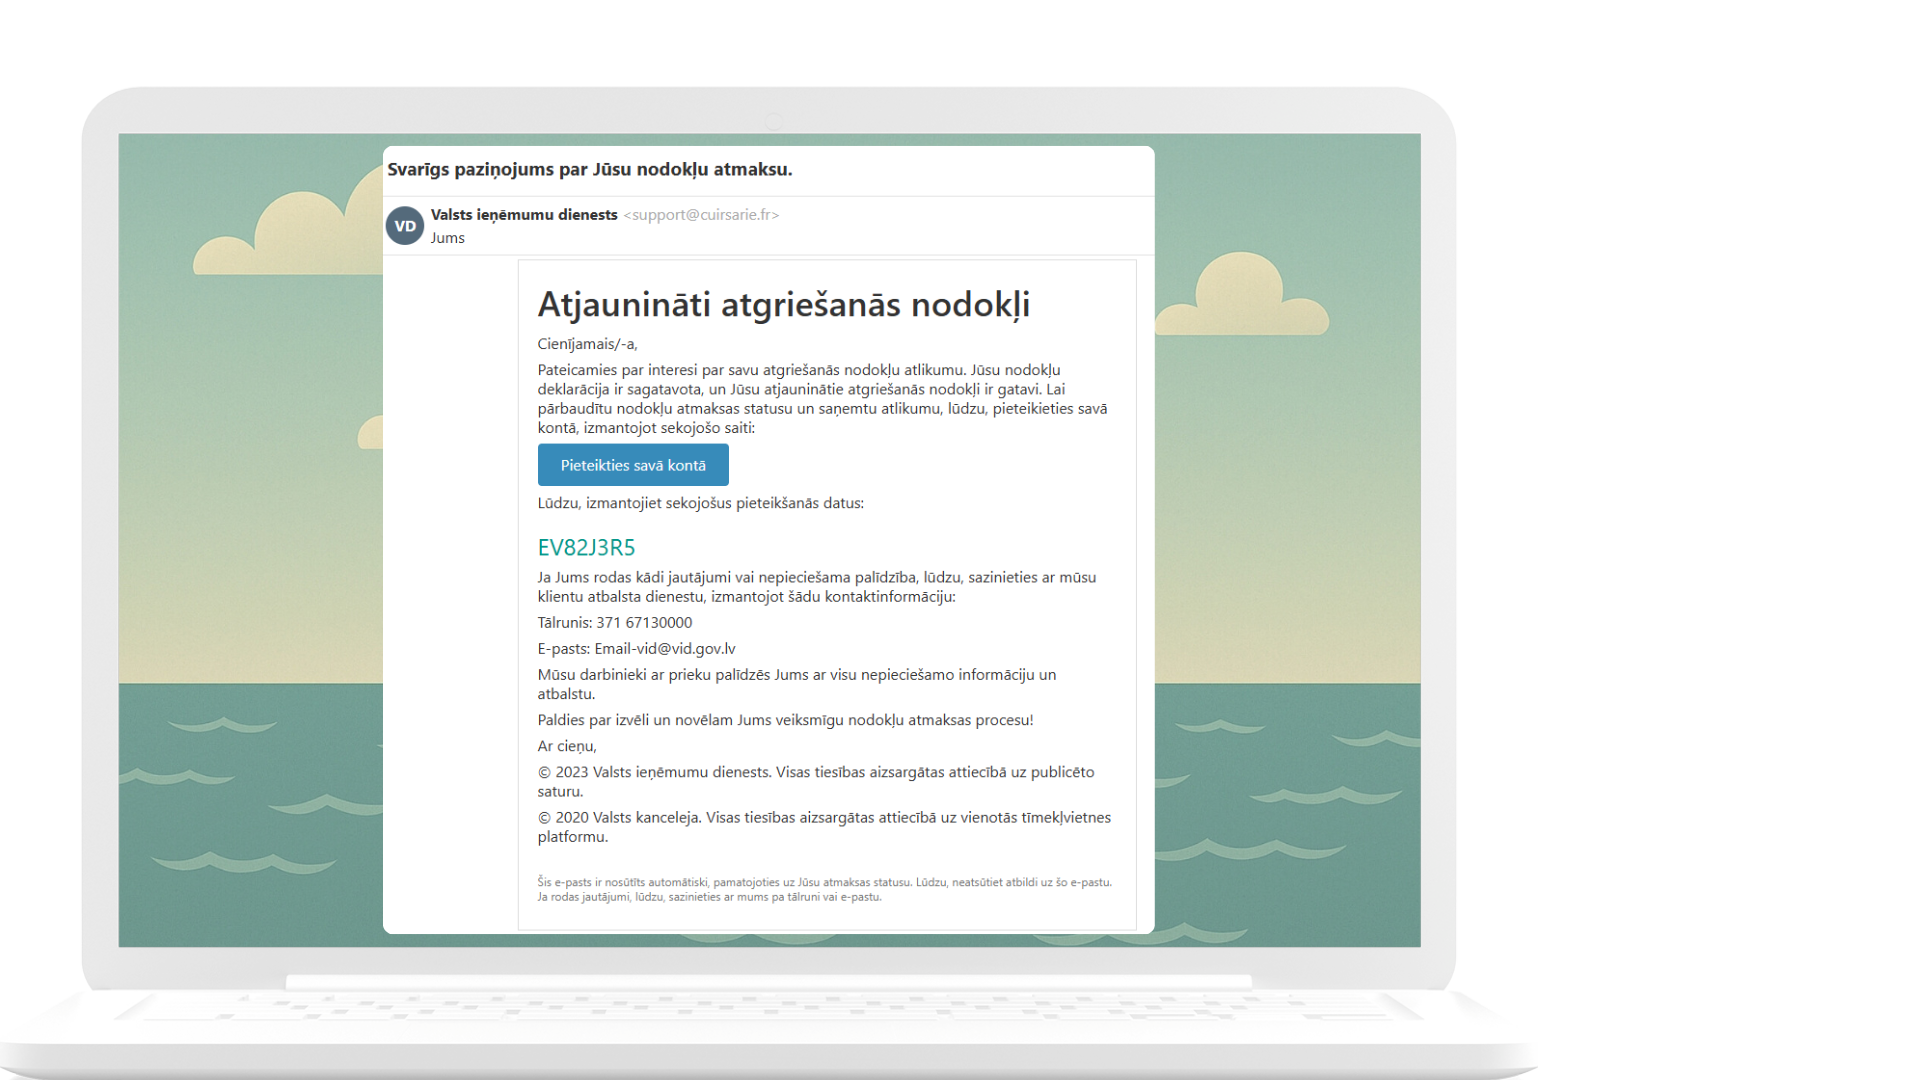 Svarīgs paziņojums par Jūsu nodokļu atmaksu.
VD
Valsts ieņēmumu dienests <support@cuirsarie.fr>
Jums
Atjaunināti atgriešanās nodokļi
Cienījamais/-a,
Pateicamies par interesi par savu atgriešanās nodokļu atlikumu. Jūsu nodokļu
deklarācija ir sagatavota, un Jūsu atjauninātie atgriešanās nodokļi ir gatavi. Lai
pārbaudītu nodokļu atmaksas statusu un saņemtu atlikumu, lūdzu, pieteikieties savā
kontā, izmantojot sekojošo saiti:
Pieteikties savā kontā
Lūdzu, izmantojiet sekojošus pieteikšanās datus:
EV82J3R5
Ja Jums rodas kādi jautājumi vai nepieciešama palīdzība, lūdzu, sazinieties ar mūsu
klientu atbalsta dienestu, izmantojot šādu kontaktinformāciju:
Tālrunis: 371 67130000
E-pasts: Email-vid@vid.gov.lv
Mūsu darbinieki ar prieku palīdzēs Jums ar visu nepieciešamo informāciju un
atbalstu.
Paldies par izvēli un novēlam Jums veiksmīgu nodokļu atmaksas procesu!
Ar cieņu,
© 2023 Valsts ieņēmumu dienests. Visas tiesības aizsargātas attiecībā uz publicēto
saturu.
© 2020 Valsts kanceleja. Visas tiesības aizsargātas attiecībā uz vienotās tīmekļvietnes
platformu.
Šis e-pasts ir nosūtīts automātiski, pamatojoties uz Jūsu atmaksas statusu. Lūdzu, neatsūtiet atbildi uz šo e-pastu.
Ja rodas jautājumi, lūdzu, sazinieties ar mums pa tālruni vai e-pastu.